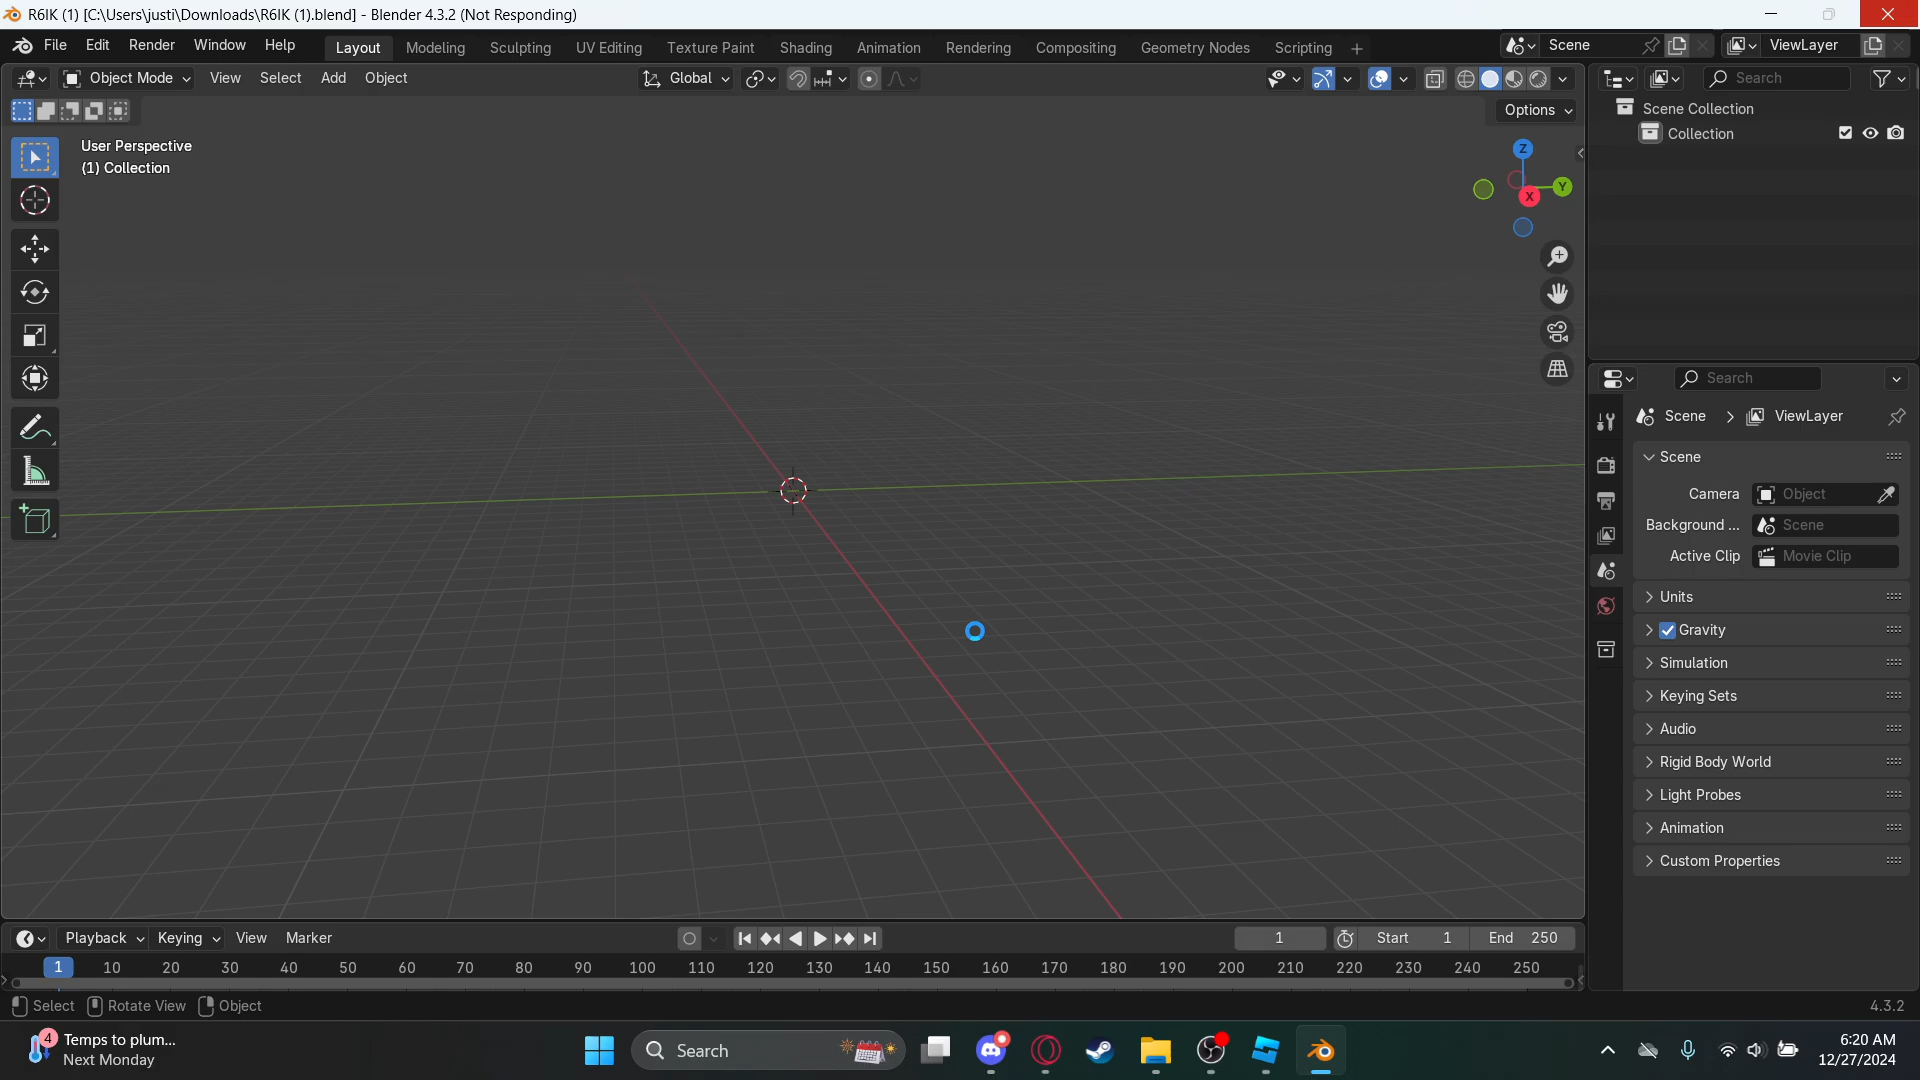 R6IK (1) [C:\Users\justi\Downloads\R6IK (1).blend] - Blender 4.3.2 (Not Responding)
File Edit Render Window Help Layout Modeling Sculpting UV Editing Texture Paint Shading Animation Rendering Compositing Geometry Nodes Scripting + Scene ViewLayer
Object Mode View Select Add Object Global Search
Options
User Perspective
(1) Collection
Z
Y
X
Scene Collection
Collection
Search
Scene > ViewLayer
Scene
Camera Object
Background ... Scene
Active Clip Movie Clip
Units
Gravity
Simulation
Keying Sets
Audio
Rigid Body World
Light Probes
Animation
Custom Properties
Playback Keying View Marker 1 Start 1 End 250
1 10 20 30 40 50 60 70 80 90 100 110 120 130 140 150 160 170 180 190 200 210 220 230 240 250
Select Rotate View Object 4.3.2
4 Temps to plum...
Next Monday
Search
6:20 AM
12/27/2024